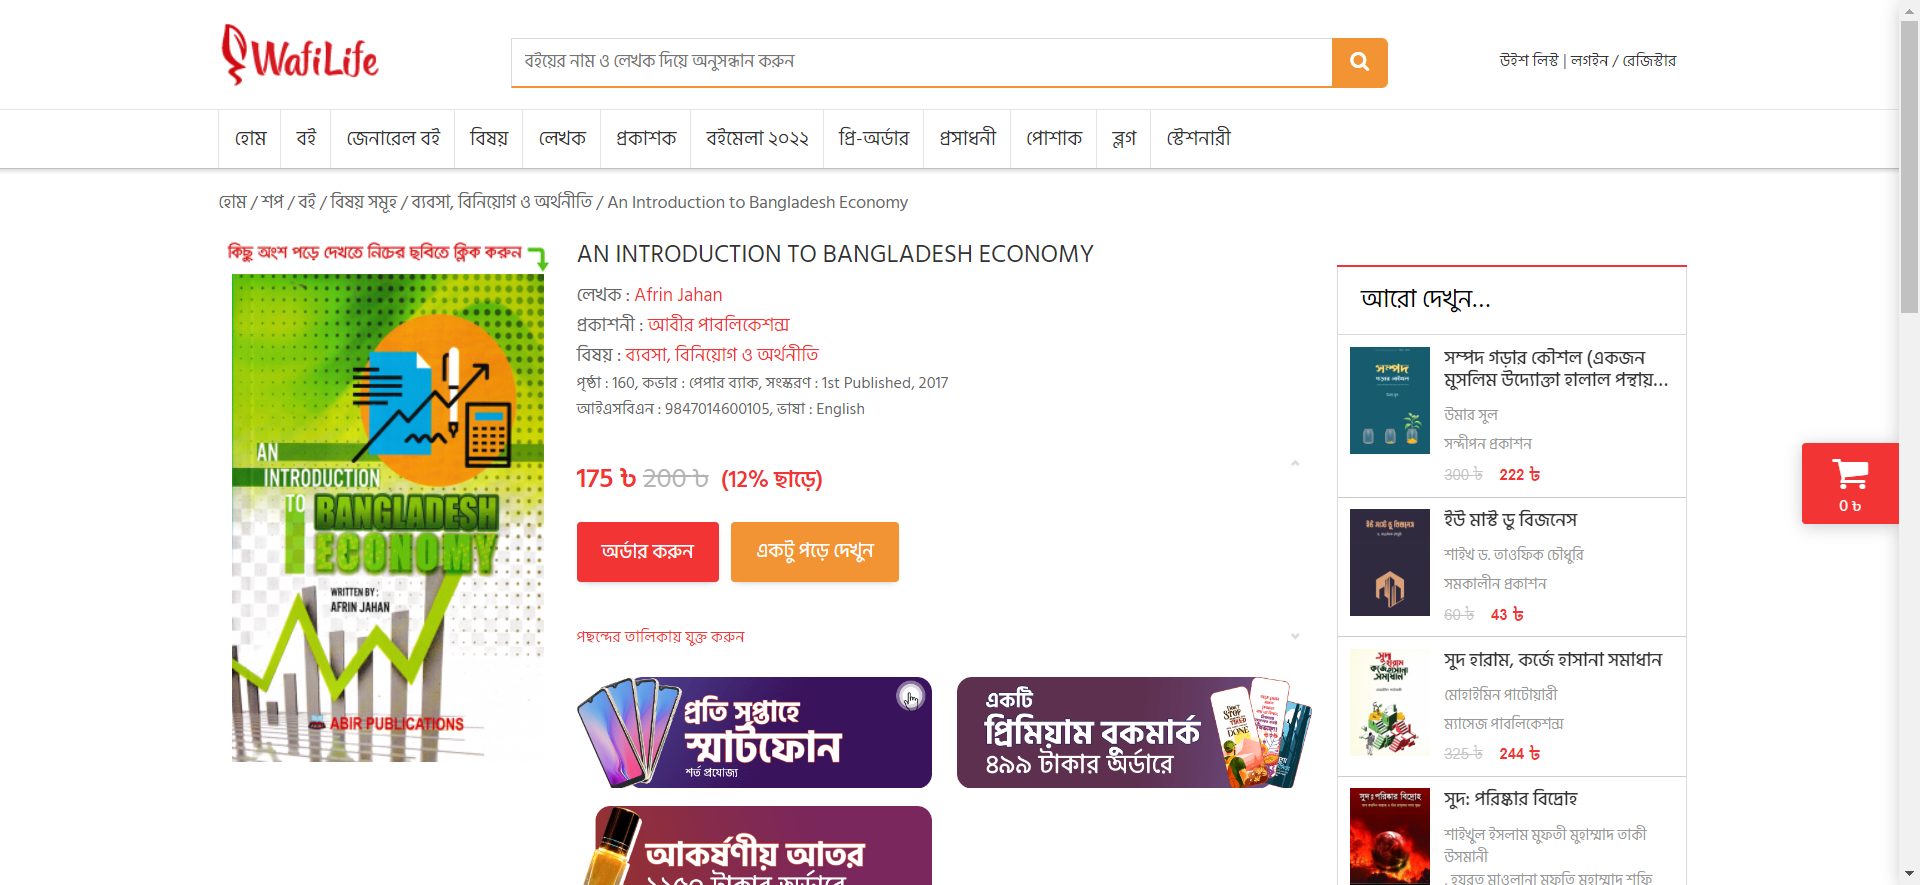 WafiLife
বইয়ের নাম ও লেখক দিয়ে অনুসন্ধান করুন
উইশ লিস্ট | লগইন / রেজিস্টার
হোম বই জেনারেল বই বিষয় লেখক প্রকাশক বইমেলা ২০২২ প্রি-অর্ডার প্রসাধনী পোশাক ব্লগ স্টেশনারী
হোম / শপ / বই / বিষয় সমূহ / ব্যবসা, বিনিয়োগ ও অর্থনীতি / An Introduction to Bangladesh Economy
কিছু অংশ পড়ে দেখতে নিচের ছবিতে ক্লিক করুন
AN
INTRODUCTION
TO BANGLADESH
ECONOMY
WRITTEN BY :
AFRIN JAHAN
ABIR PUBLICATIONS
AN INTRODUCTION TO BANGLADESH ECONOMY
লেখক : Afrin Jahan
প্রকাশনী : আবীর পাবলিকেশন্স
বিষয় : ব্যবসা, বিনিয়োগ ও অর্থনীতি
পৃষ্ঠা : 160, কভার : পেপার ব্যাক, সংস্করণ : 1st Published, 2017
আইএসবিএন : 9847014600105, ভাষা : English
175 ৳ 200 ৳ (12% ছাড়ে)
অর্ডার করুন
একটু পড়ে দেখুন
পছন্দের তালিকায় যুক্ত করুন
প্রতি সপ্তাহে
স্মার্টফোন
শর্ত প্রযোজ্য
একটি
প্রিমিয়াম বুকমার্ক
৪৯৯ টাকার অর্ডারে
আকর্ষণীয় আতর
১১৫০ টাকার অর্ডারে
আরো দেখুন...
সম্পদ গড়ার কৌশল (একজন
মুসলিম উদ্যোক্তা হালাল পন্থায়...
উমার সুল
সন্দীপন প্রকাশন
300 ৳ 222 ৳
ইউ মাস্ট ডু বিজনেস
শাইখ ড. তাওফিক চৌধুরি
সমকালীন প্রকাশন
60 ৳ 43 ৳
সুদ হারাম, কর্জে হাসানা সমাধান
মোহাইমিন পাটোয়ারী
ম্যাসেজ পাবলিকেশন্স
325 ৳ 244 ৳
সুদ: পরিষ্কার বিদ্রোহ
শাইখুল ইসলাম মুফতী মুহাম্মাদ তাকী
উসমানী
, হযরত মাওলানা মুফতি মুহাম্মাদ শফি
0 ৳